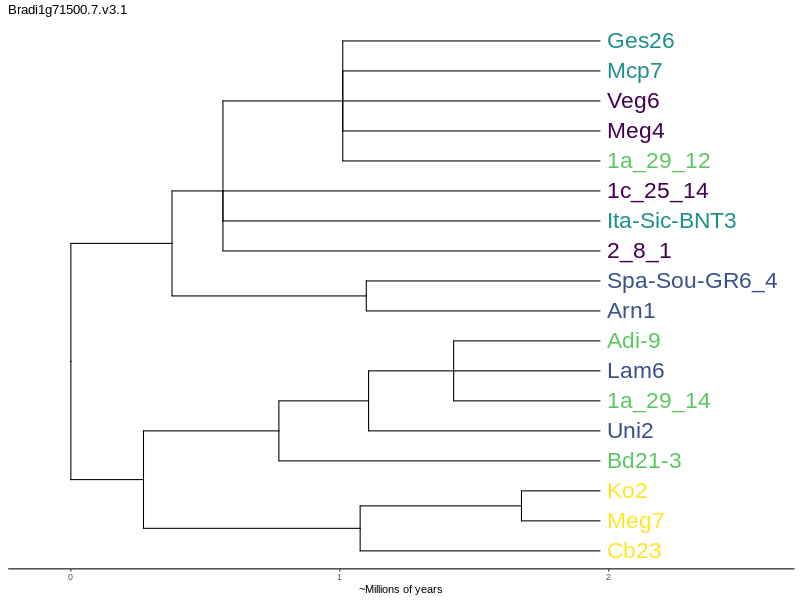 Bradi1g71500.7.v3.1
Ges26
Mcp7
Veg6
Meg4
1a_29_12
1c_25_14
Ita-Sic-BNT3
2_8_1
Spa-Sou-GR6_4
Arn1
Adi-9
Lam6
1a_29_14
Uni2
Bd21-3
Ko2
Meg7
Cb23
0 1 2
~Millions of years